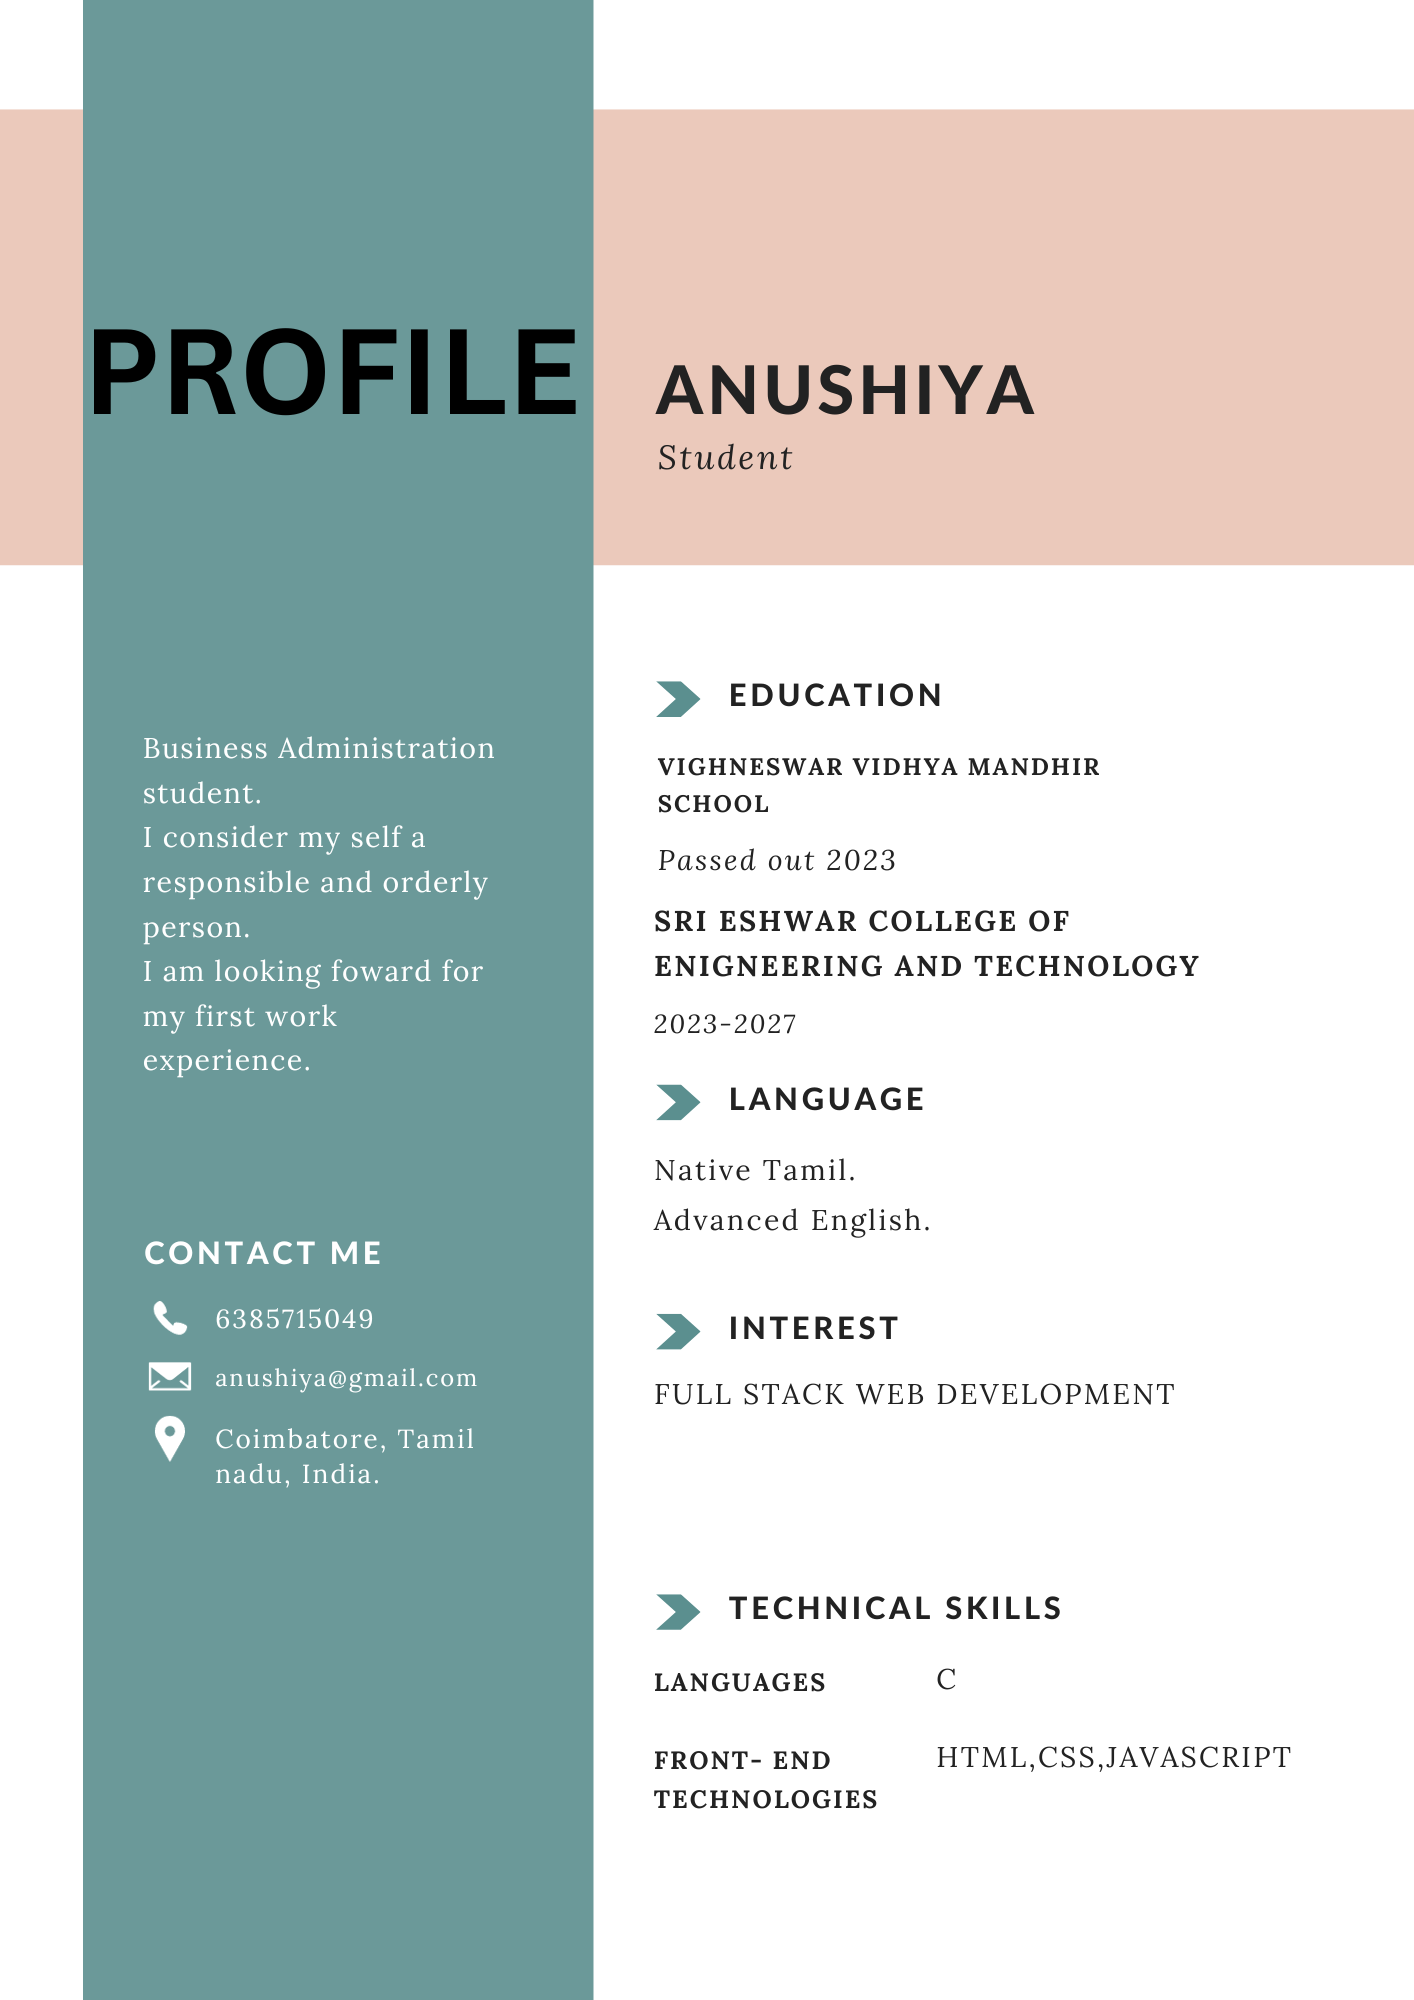 PROFILE
ANUSHIYA
Student
Business Administration
student.
I consider my self a
responsible and orderly
person.
I am looking foward for
my first work
experience.
CONTACT ME
6385715049
anushiya@gmail.com
Coimbatore, Tamil
nadu, India.
EDUCATION
VIGHNESWAR VIDHYA MANDHIR
SCHOOL
Passed out 2023
SRI ESHWAR COLLEGE OF
ENIGNEERING AND TECHNOLOGY
2023-2027
LANGUAGE
Native Tamil.
Advanced English.
INTEREST
FULL STACK WEB DEVELOPMENT
TECHNICAL SKILLS
LANGUAGES C
FRONT- END HTML,CSS,JAVASCRIPT
TECHNOLOGIES